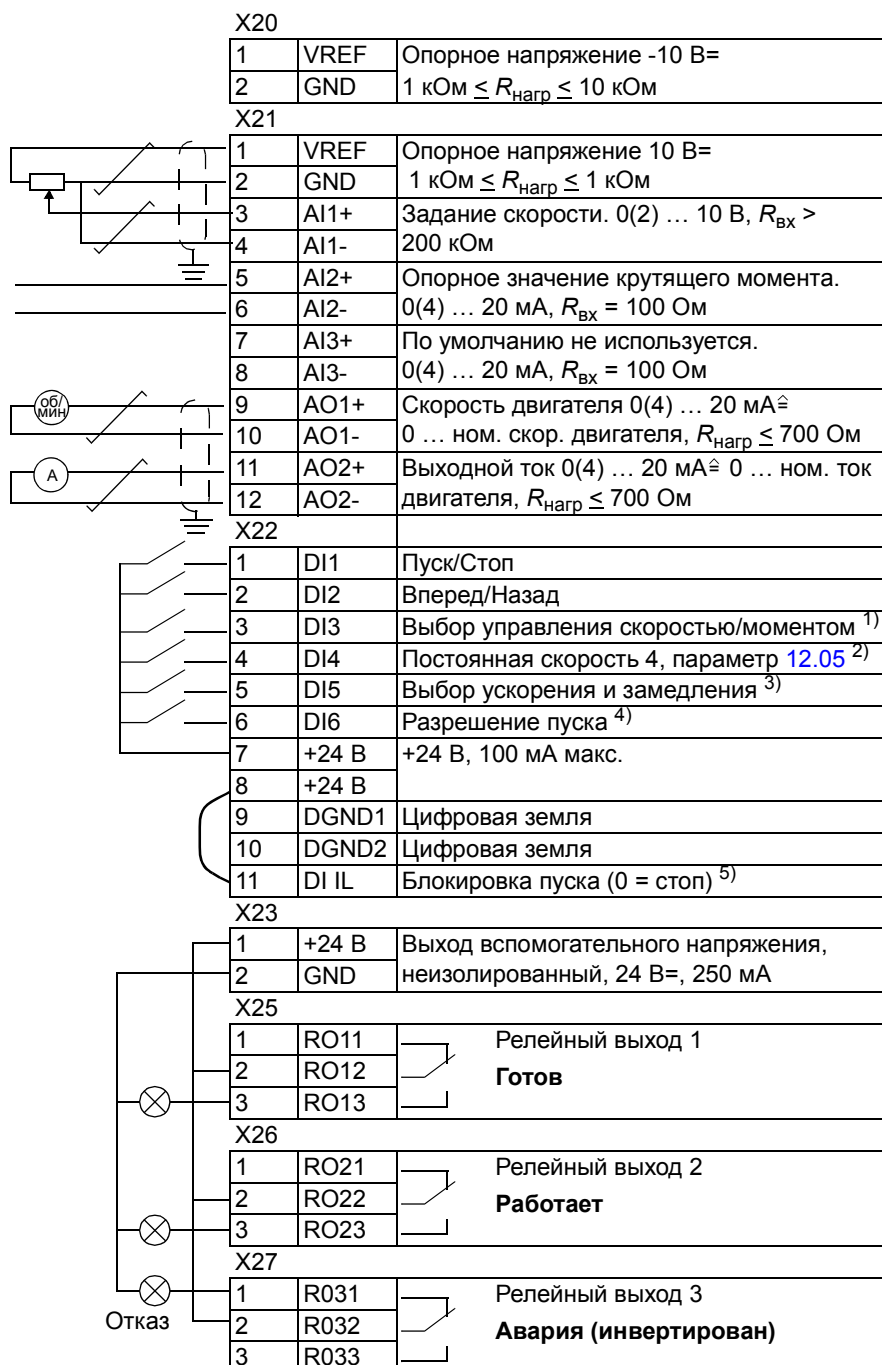 X20
1 VREF Опорное напряжение -10 В=
2 GND 1 кОм ≤ Rнагр ≤ 10 кОм
X21
1 VREF Опорное напряжение 10 В=
2 GND 1 кОм ≤ Rнагр ≤ 1 кОм
3 AI1+ Задание скорости. 0(2) … 10 В, Rвх >
4 AI1- 200 кОм
5 AI2+ Опорное значение крутящего момента.
6 AI2- 0(4) … 20 мА, Rвх = 100 Ом
7 AI3+ По умолчанию не используется.
8 AI3- 0(4) … 20 мА, Rвх = 100 Ом
об/
мин
9 AO1+ Скорость двигателя 0(4) … 20 мА≙
10 AO1- 0 … ном. скор. двигателя, Rнагр ≤ 700 Ом
A
11 AO2+ Выходной ток 0(4) … 20 мА≙ 0 … ном. ток
12 AO2- двигателя, Rнагр ≤ 700 Ом
X22
1 DI1 Пуск/Стоп
2 DI2 Вперед/Назад
3 DI3 Выбор управления скоростью/моментом 1)
4 DI4 Постоянная скорость 4, параметр 12.05 2)
5 DI5 Выбор ускорения и замедления 3)
6 DI6 Разрешение пуска 4)
7 +24 В +24 В, 100 мА макс.
8 +24 В
9 DGND1 Цифровая земля
10 DGND2 Цифровая земля
11 DI IL Блокировка пуска (0 = стоп) 5)
X23
1 +24 В Выход вспомогательного напряжения,
2 GND неизолированный, 24 В=, 250 мА
X25
1 RO11 Релейный выход 1
2 RO12 Готов
3 RO13
X26
1 RO21 Релейный выход 2
2 RO22 Работает
3 RO23
X27
1 R031 Релейный выход 3
Отказ
2 R032 Авария (инвертирован)
3 R033